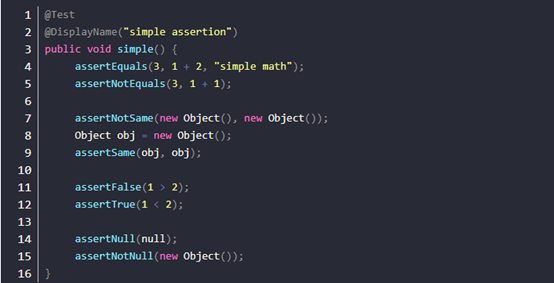 1 @Test
2 @DisplayName("simple assertion")
3 public void simple() {
4     assertEquals(3, 1 + 2, "simple math");
5     assertNotEquals(3, 1 + 1);
6
7     assertNotSame(new Object(), new Object());
8     Object obj = new Object();
9     assertSame(obj, obj);
10
11     assertFalse(1 > 2);
12     assertTrue(1 < 2);
13
14     assertNull(null);
15     assertNotNull(new Object());
16 }